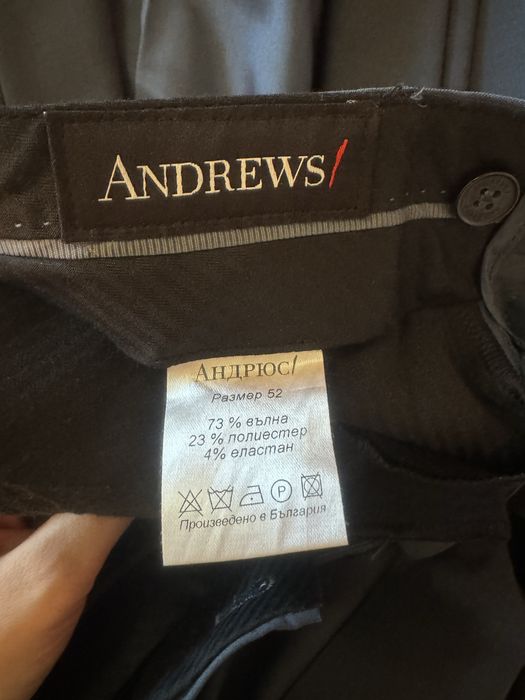 ANDREWS/
АНДРЮС/
Размер 52
73 % вълна
23 % полиестер
4% еластан
P
Произведено в България